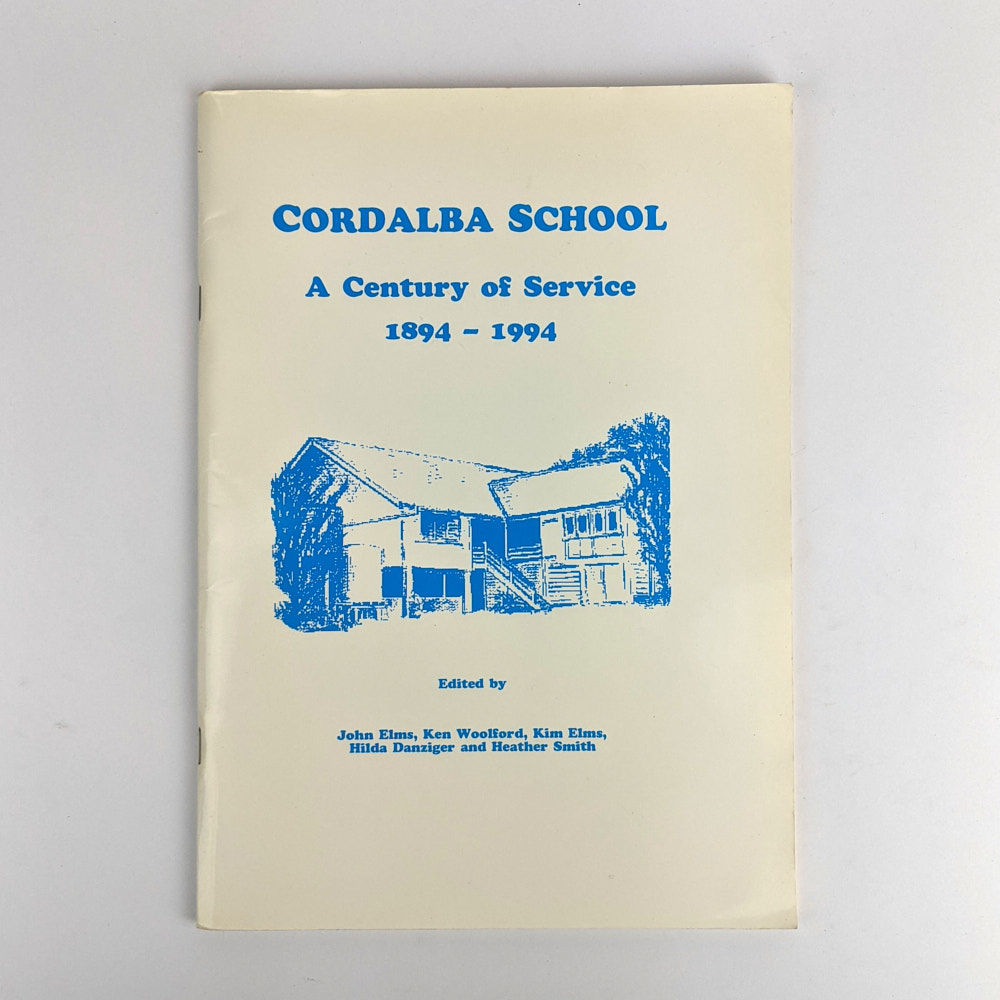 CORDALBA SCHOOL
A Century of Service
1894 – 1994
Edited by
John Elms, Ken Woolford, Kim Elms,
Hilda Danziger and Heather Smith